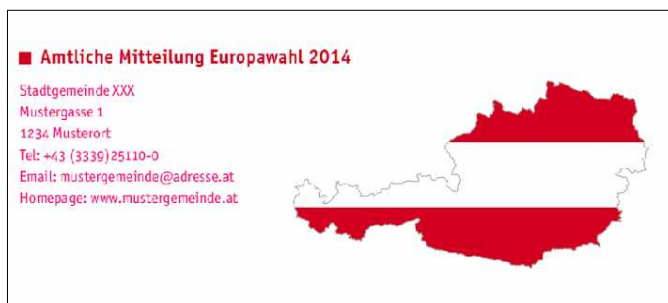 Amtliche Mitteilung Europawahl 2014
Stadtgemeinde XXX
Mustergasse 1
1234 Musterort
Tel: +43 (3339)25110-0
Email: mustergemeinde@adresse.at
Homepage: www.mustergemeinde.at